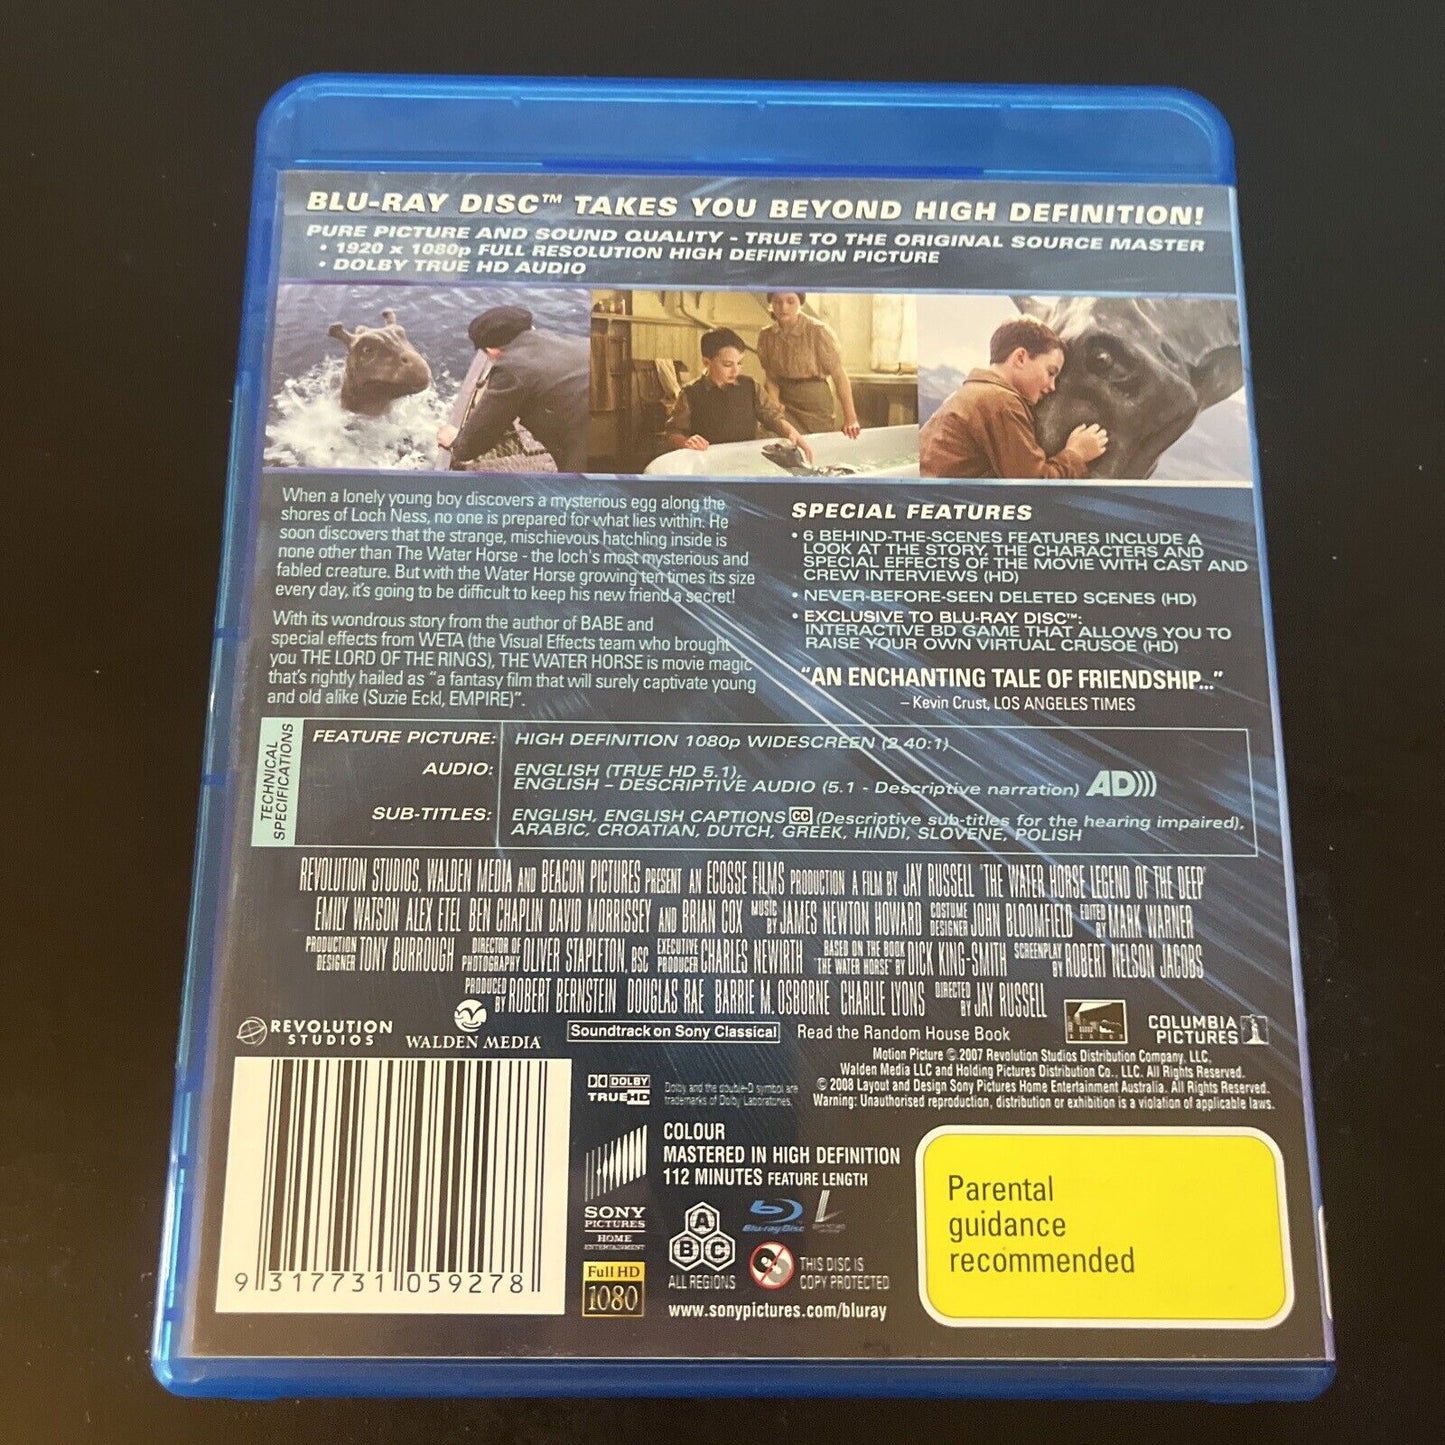 BLU-RAY DISC™ TAKES YOU BEYOND HIGH DEFINITION!
PURE PICTURE AND SOUND QUALITY - TRUE TO THE ORIGINAL SOURCE MASTER
• 1920 x 1080p FULL RESOLUTION HIGH DEFINITION PICTURE
• DOLBY TRUE HD AUDIO
When a lonely young boy discovers a mysterious egg along the
shores of Loch Ness, no one is prepared for what lies within. He
soon discovers that the strange, mischievous hatchling inside is
none other than The Water Horse - the loch's most mysterious and
fabled creature. But with the Water Horse growing ten times its size
every day, it's going to be difficult to keep his new friend a secret!
With its wondrous story from the author of BABE and
special effects from WETA (the Visual Effects team who brought
you THE LORD OF THE RINGS), THE WATER HORSE is movie magic
that's rightly hailed as "a fantasy film that will surely captivate young
and old alike (Suzie Eckl, EMPIRE)".
SPECIAL FEATURES
• 6 BEHIND-THE-SCENES FEATURES INCLUDE A
LOOK AT THE STORY, THE CHARACTERS AND
SPECIAL EFFECTS OF THE MOVIE WITH CAST AND
CREW INTERVIEWS (HD)
• NEVER-BEFORE-SEEN DELETED SCENES (HD)
• EXCLUSIVE TO BLU-RAY DISC™:
INTERACTIVE BD GAME THAT ALLOWS YOU TO
RAISE YOUR OWN VIRTUAL CRUSOE (HD)
"AN ENCHANTING TALE OF FRIENDSHIP..."
– Kevin Crust, LOS ANGELES TIMES
TECHNICAL
SPECIFICATIONS
FEATURE PICTURE: HIGH DEFINITION 1080p WIDESCREEN (2.40:1)
AUDIO: ENGLISH (TRUE HD 5.1),
ENGLISH – DESCRIPTIVE AUDIO (5.1 - Descriptive narration) AD)))
SUB-TITLES: ENGLISH, ENGLISH CAPTIONS CC (Descriptive sub-titles for the hearing impaired),
ARABIC, CROATIAN, DUTCH, GREEK, HINDI, SLOVENE, POLISH
REVOLUTION STUDIOS, WALDEN MEDIA AND BEACON PICTURES PRESENT AN ECOSSE FILMS PRODUCTION A FILM BY JAY RUSSELL "THE WATER HORSE LEGEND OF THE DEEP"
EMILY WATSON ALEX ETEL BEN CHAPLIN DAVID MORRISSEY AND BRIAN COX MUSIC BY JAMES NEWTON HOWARD COSTUME DESIGNER JOHN BLOOMFIELD EDITED BY MARK WARNER
PRODUCTION DESIGNER TONY BURROUGH DIRECTOR OF PHOTOGRAPHY OLIVER STAPLETON, BSC EXECUTIVE PRODUCER CHARLES NEWIRTH BASED ON THE BOOK "THE WATER HORSE" BY DICK KING-SMITH SCREENPLAY BY ROBERT NELSON JACOBS
PRODUCED BY ROBERT BERNSTEIN DOUGLAS RAE BARRIE M. OSBORNE CHARLIE LYONS DIRECTED BY JAY RUSSELL
REVOLUTION
STUDIOS
WALDEN MEDIA
Soundtrack on Sony Classical
Read the Random House Book
COLUMBIA
PICTURES
Motion Picture © 2007 Revolution Studios Distribution Company, LLC,
Walden Media LLC and Holding Pictures Distribution Co., LLC. All Rights Reserved.
© 2008 Layout and Design Sony Pictures Home Entertainment Australia. All Rights Reserved.
Warning: Unauthorised reproduction, distribution or exhibition is a violation of applicable laws.
DOLBY
TRUEHD
Dolby and the double-D symbol are
trademarks of Dolby Laboratories.
COLOUR
MASTERED IN HIGH DEFINITION
112 MINUTES FEATURE LENGTH
SONY
PICTURES
HOME
ENTERTAINMENT
Full HD
1080
A
B C
ALL REGIONS
Blu-ray Disc
THIS DISC IS
COPY PROTECTED
www.sonypictures.com/bluray
Parental
guidance
recommended
9 317731 059278